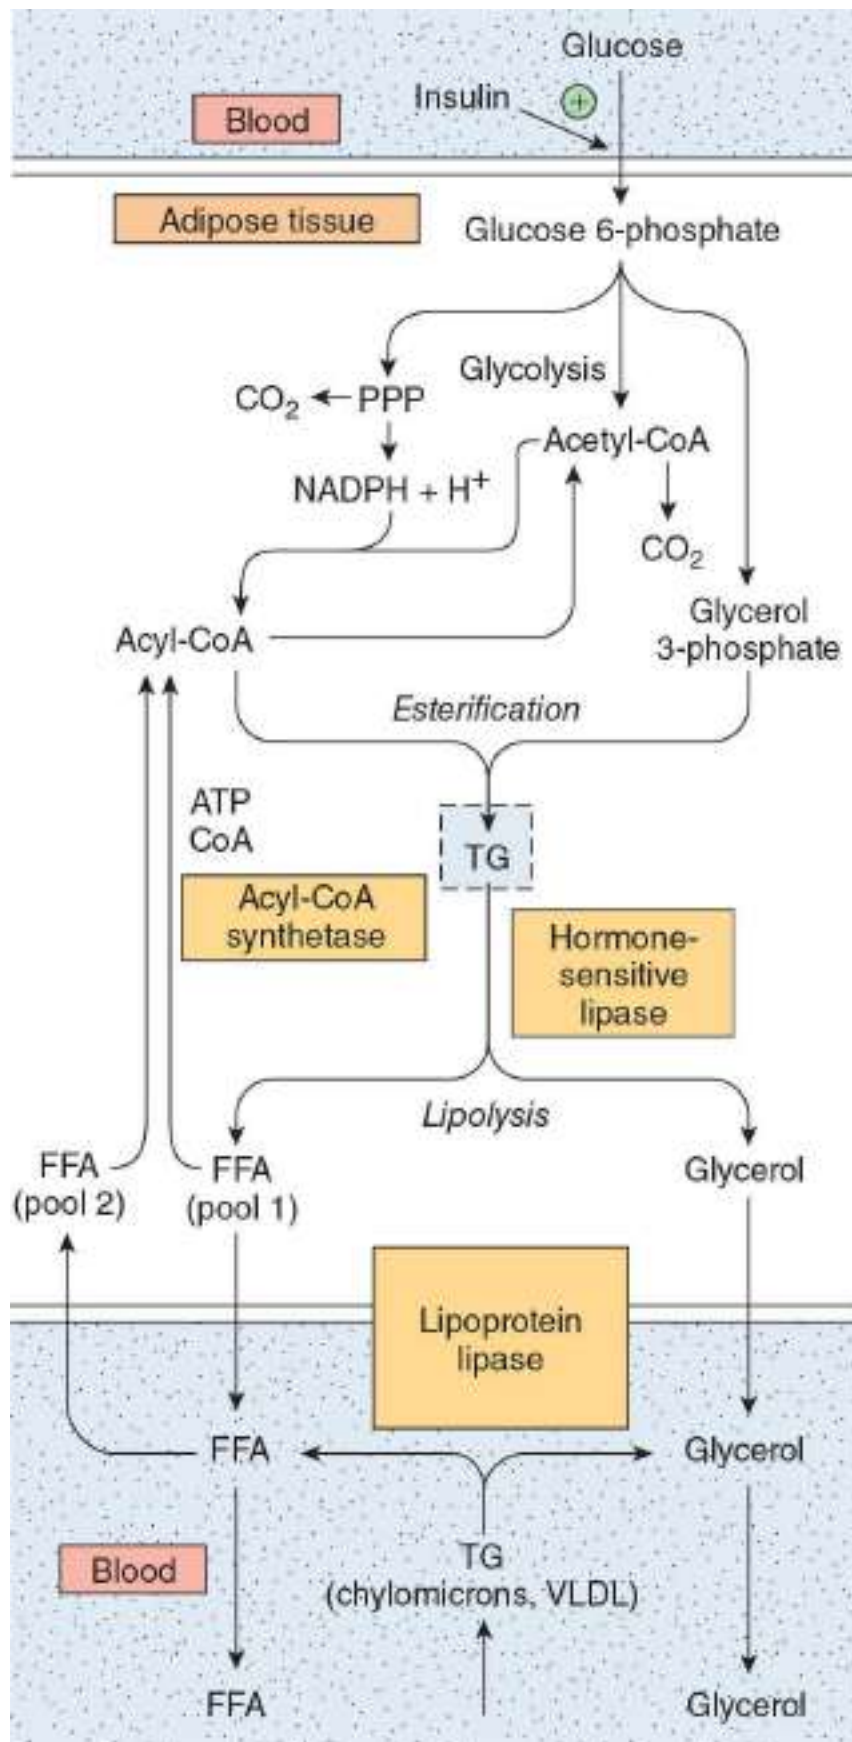 Glucose
Insulin
+
Blood
Adipose tissue
Glucose 6-phosphate
Glycolysis
CO₂
PPP
Acetyl-CoA
NADPH + H⁺
CO₂
Glycerol
3-phosphate
Acyl-CoA
Esterification
ATP
CoA
TG
Acyl-CoA
synthetase
Hormone-
sensitive
lipase
Lipolysis
FFA
(pool 2)
FFA
(pool 1)
Glycerol
Lipoprotein
lipase
FFA
Glycerol
Blood
TG
(chylomicrons, VLDL)
FFA
Glycerol